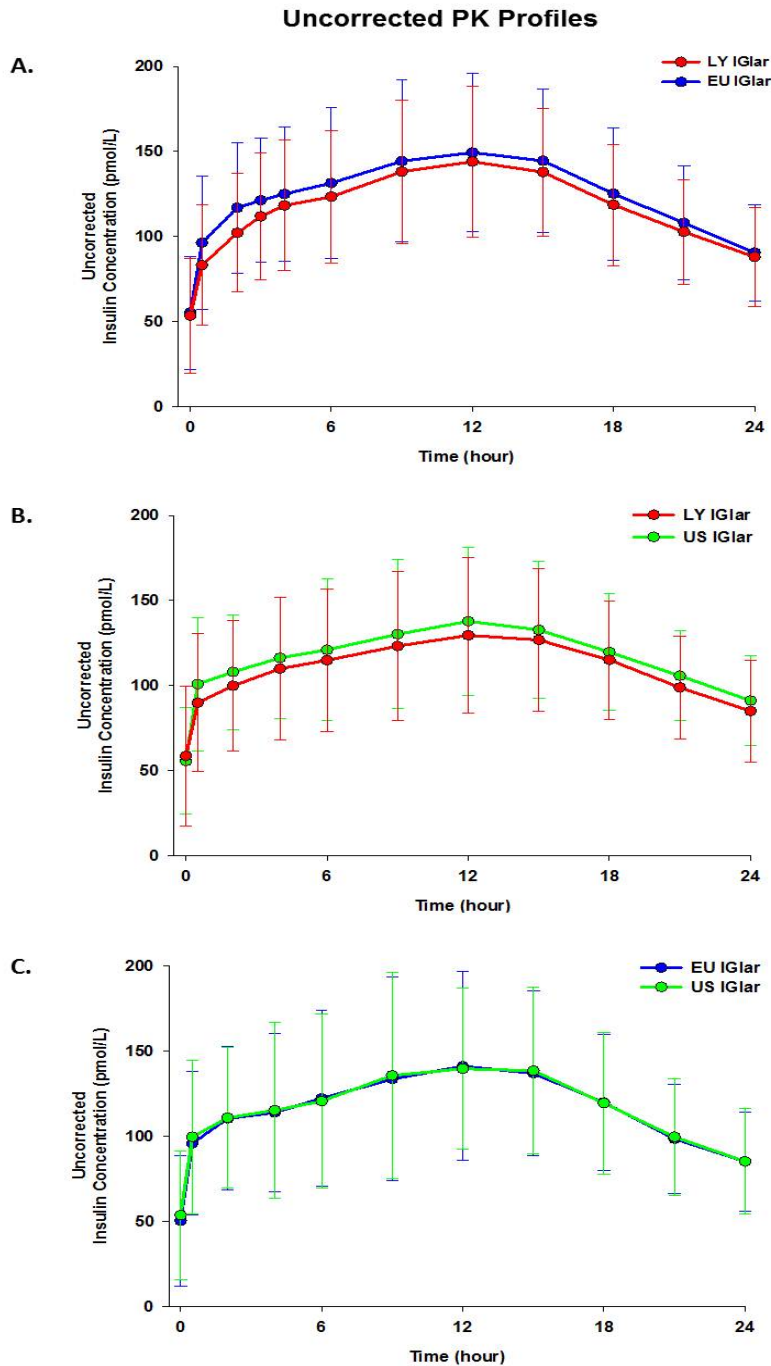 Uncorrected PK Profiles
A.
LY IGlar
EU IGlar
Uncorrected
Insulin Concentration (pmol/L)
200
150
100
50
0
0 6 12 18 24
Time (hour)
B.
LY IGlar
US IGlar
Uncorrected
Insulin Concentration (pmol/L)
200
150
100
50
0
0 6 12 18 24
Time (hour)
C.
EU IGlar
US IGlar
Uncorrected
Insulin Concentration (pmol/L)
200
150
100
50
0
0 6 12 18 24
Time (hour)